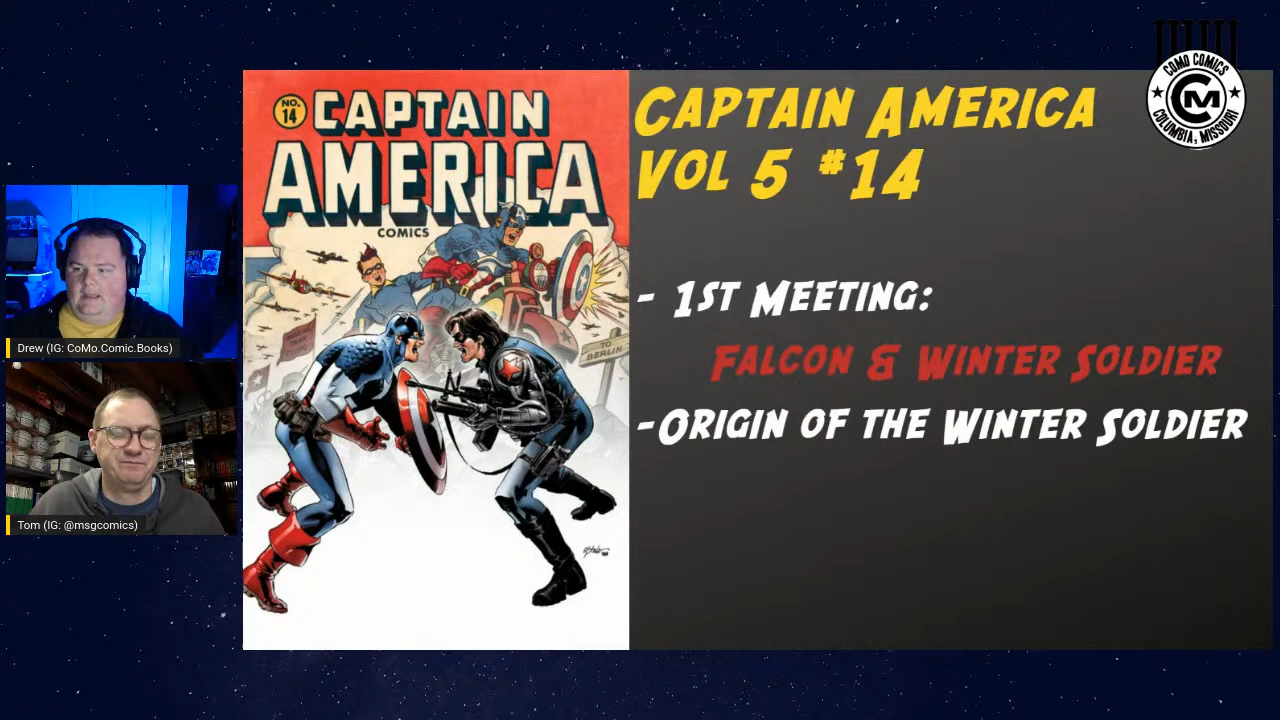 COMO COMICS
CM
COLUMBIA, MISSOURI
NO. 14
CAPTAIN
AMERICA
COMICS
TO
BERLIN
CAPTAIN AMERICA
VOL 5 #14
- 1ST MEETING:
FALCON & WINTER SOLDIER
-ORIGIN OF THE WINTER SOLDIER
Drew (IG: CoMo.Comic.Books)
Tom (IG: @msgcomics)